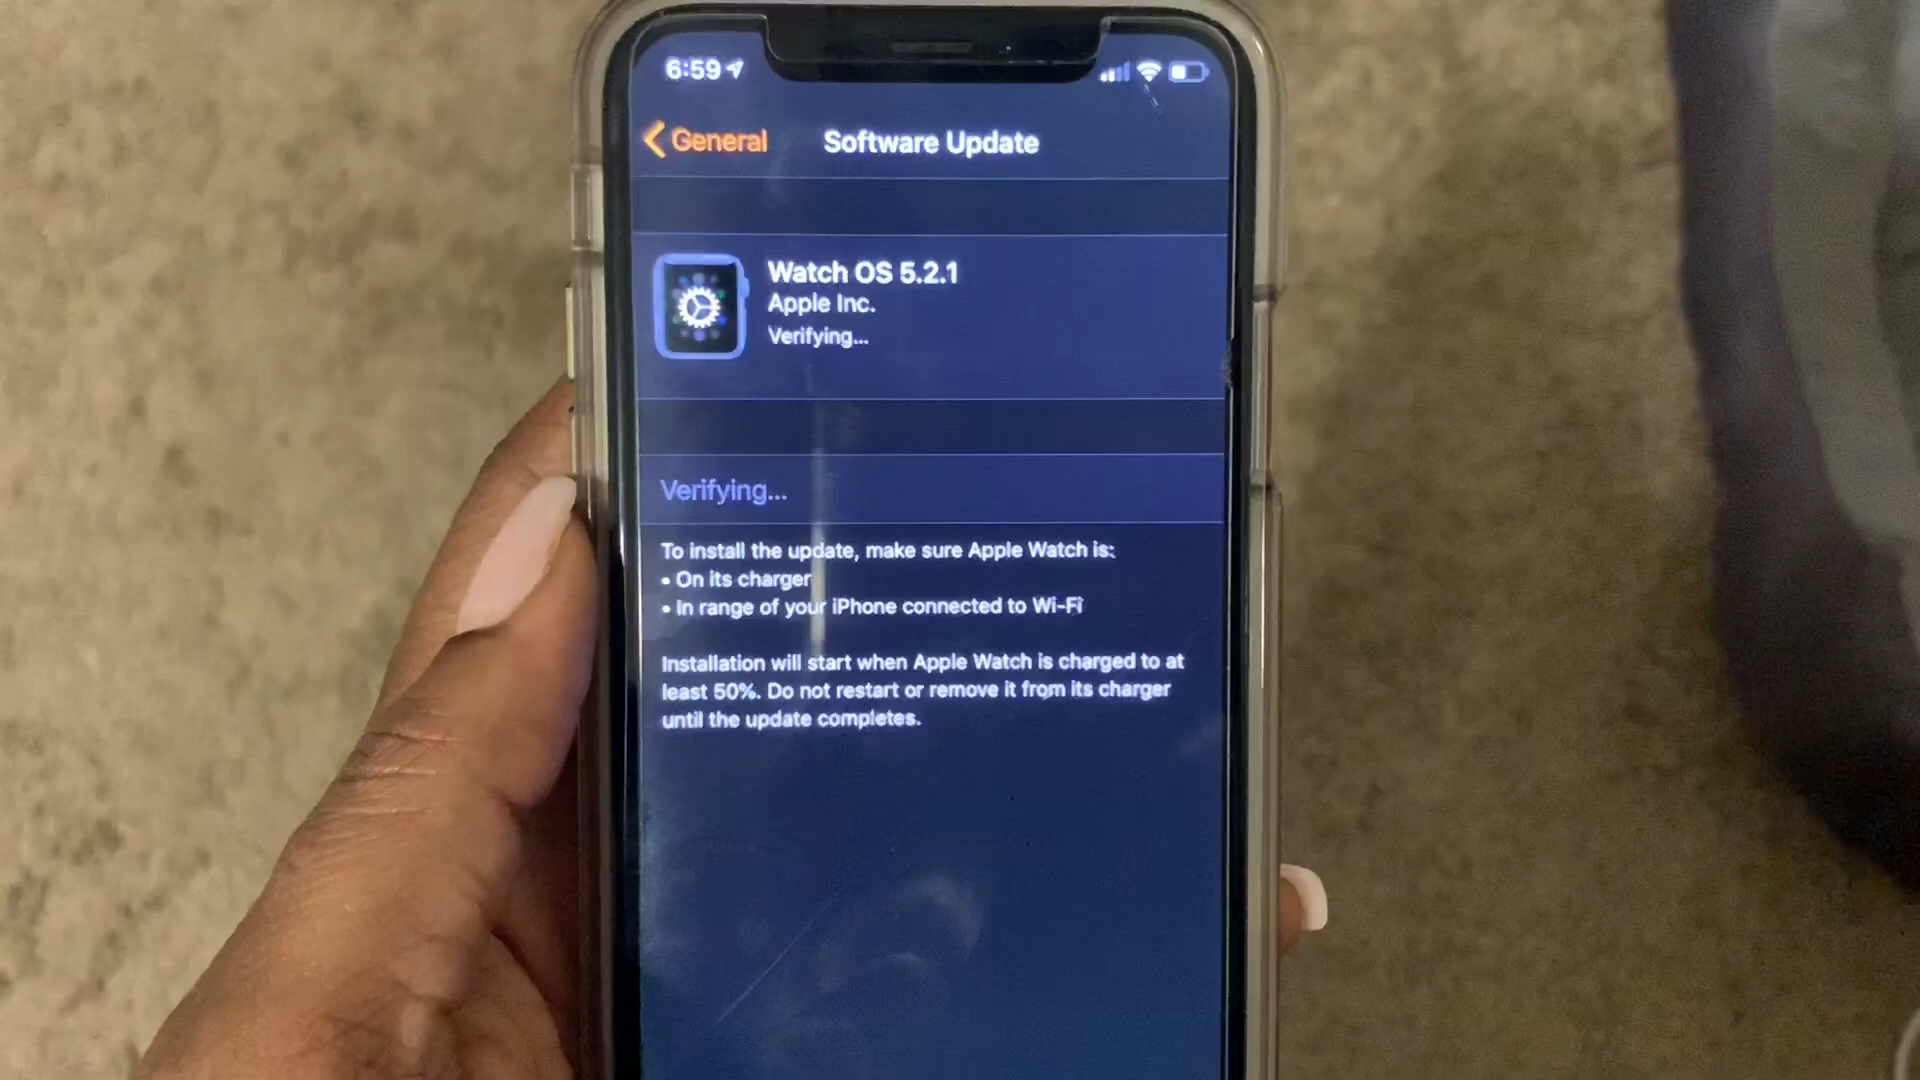 6:59
General
Software Update
Watch OS 5.2.1
Apple Inc.
Verifying...
Verifying...
To install the update, make sure Apple Watch is:
• On its charger
• In range of your iPhone connected to Wi-Fi
Installation will start when Apple Watch is charged to at
least 50%. Do not restart or remove it from its charger
until the update completes.